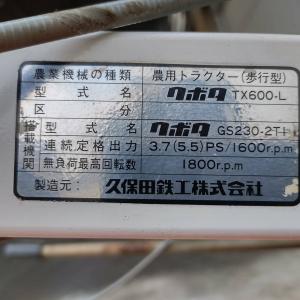 農業機械の種類 農用トラクター(歩行型)
型式名 クボタ TX600-L
区分
搭載機関 型式名 クボタ
連続定格出力 3.7(5.5)PS/1600r.p.m
無負荷最高回転数 1800r.p.m
製造元: 久保田鉄工株式会社